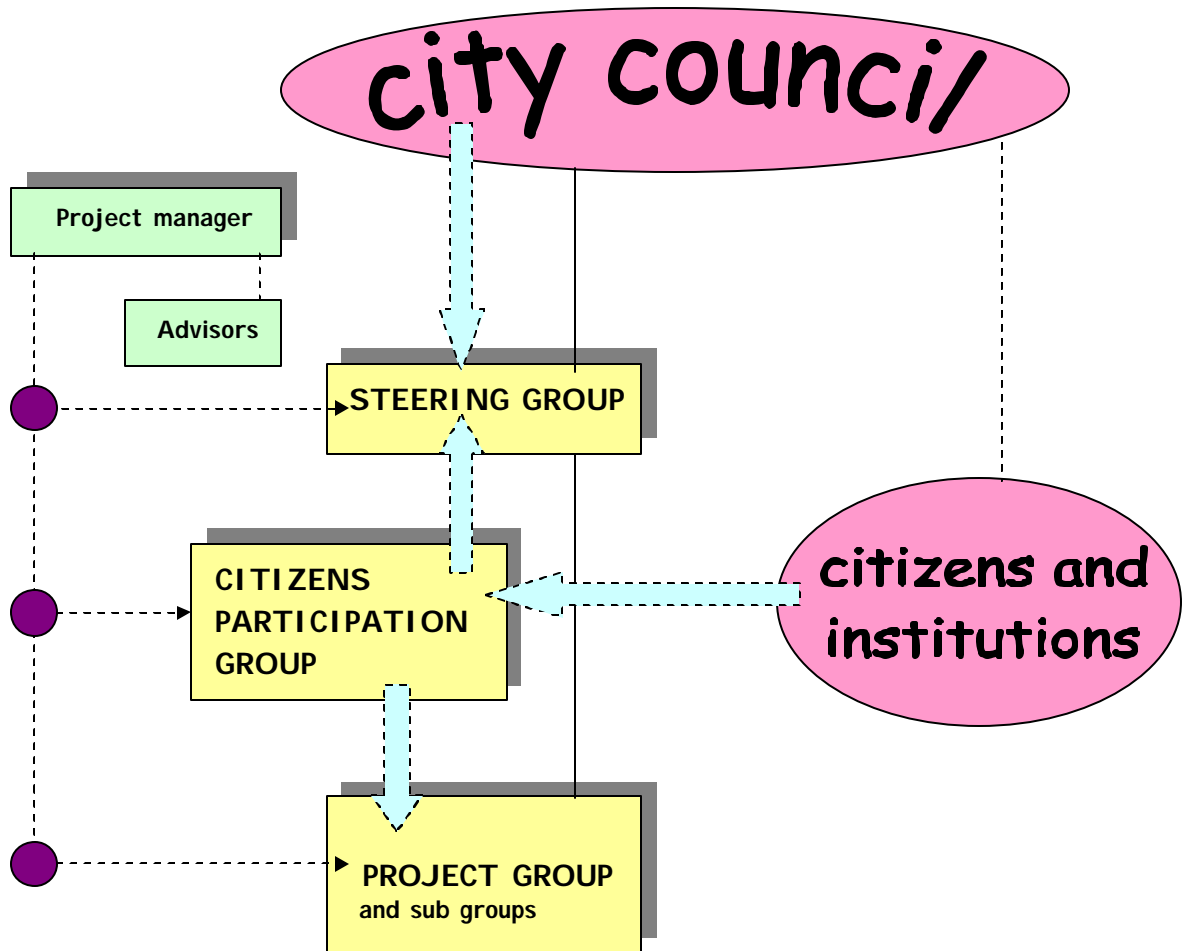 city council
Project manager
Advisors
STEERING GROUP
CITIZENS
PARTICIPATION
GROUP
citizens and
institutions
PROJECT GROUP
and sub groups